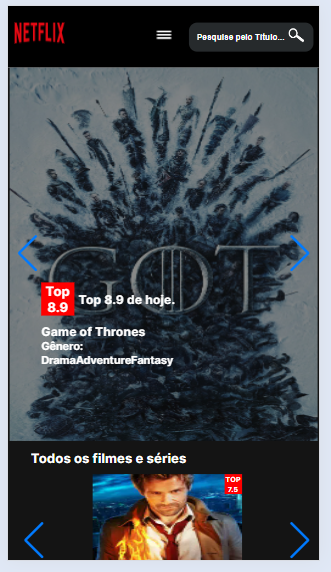 NETFLIX
Pesquise pelo Título...
GOT
Top
8.9
Top 8.9 de hoje.
Game of Thrones
Gênero:
DramaAdventureFantasy
Todos os filmes e séries
TOP
7.5